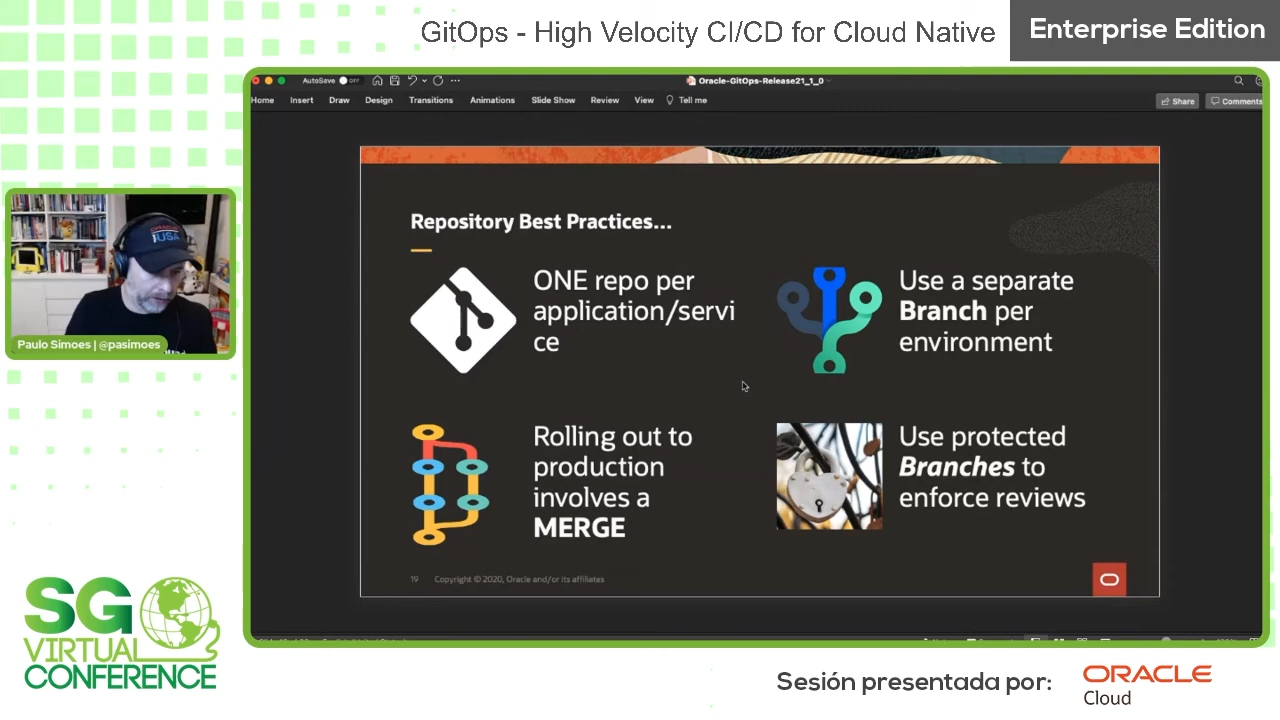 GitOps - High Velocity CI/CD for Cloud Native
Enterprise Edition
AutoSave OFF
Oracle-GitOps-Release21_1_0
Home Insert Draw Design Transitions Animations Slide Show Review View Tell me
Share Comments
Repository Best Practices...
ONE repo per
application/servi
ce
Use a separate
Branch per
environment
Rolling out to
production
involves a
MERGE
Use protected
Branches to
enforce reviews
19 Copyright © 2020, Oracle and/or its affiliates
USA
Paulo Simoes | @pasimoes
SG
VIRTUAL
CONFERENCE
Sesión presentada por:
ORACLE
Cloud